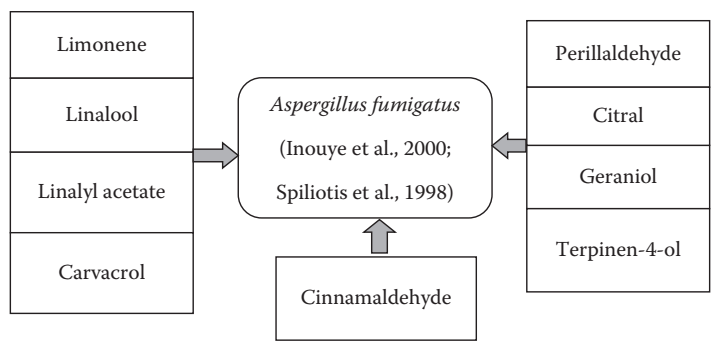 Limonene
Linalool
Linalyl acetate
Carvacrol
Aspergillus fumigatus
(Inouye et al., 2000;
Spiliotis et al., 1998)
Cinnamaldehyde
Perillaldehyde
Citral
Geraniol
Terpinen-4-ol